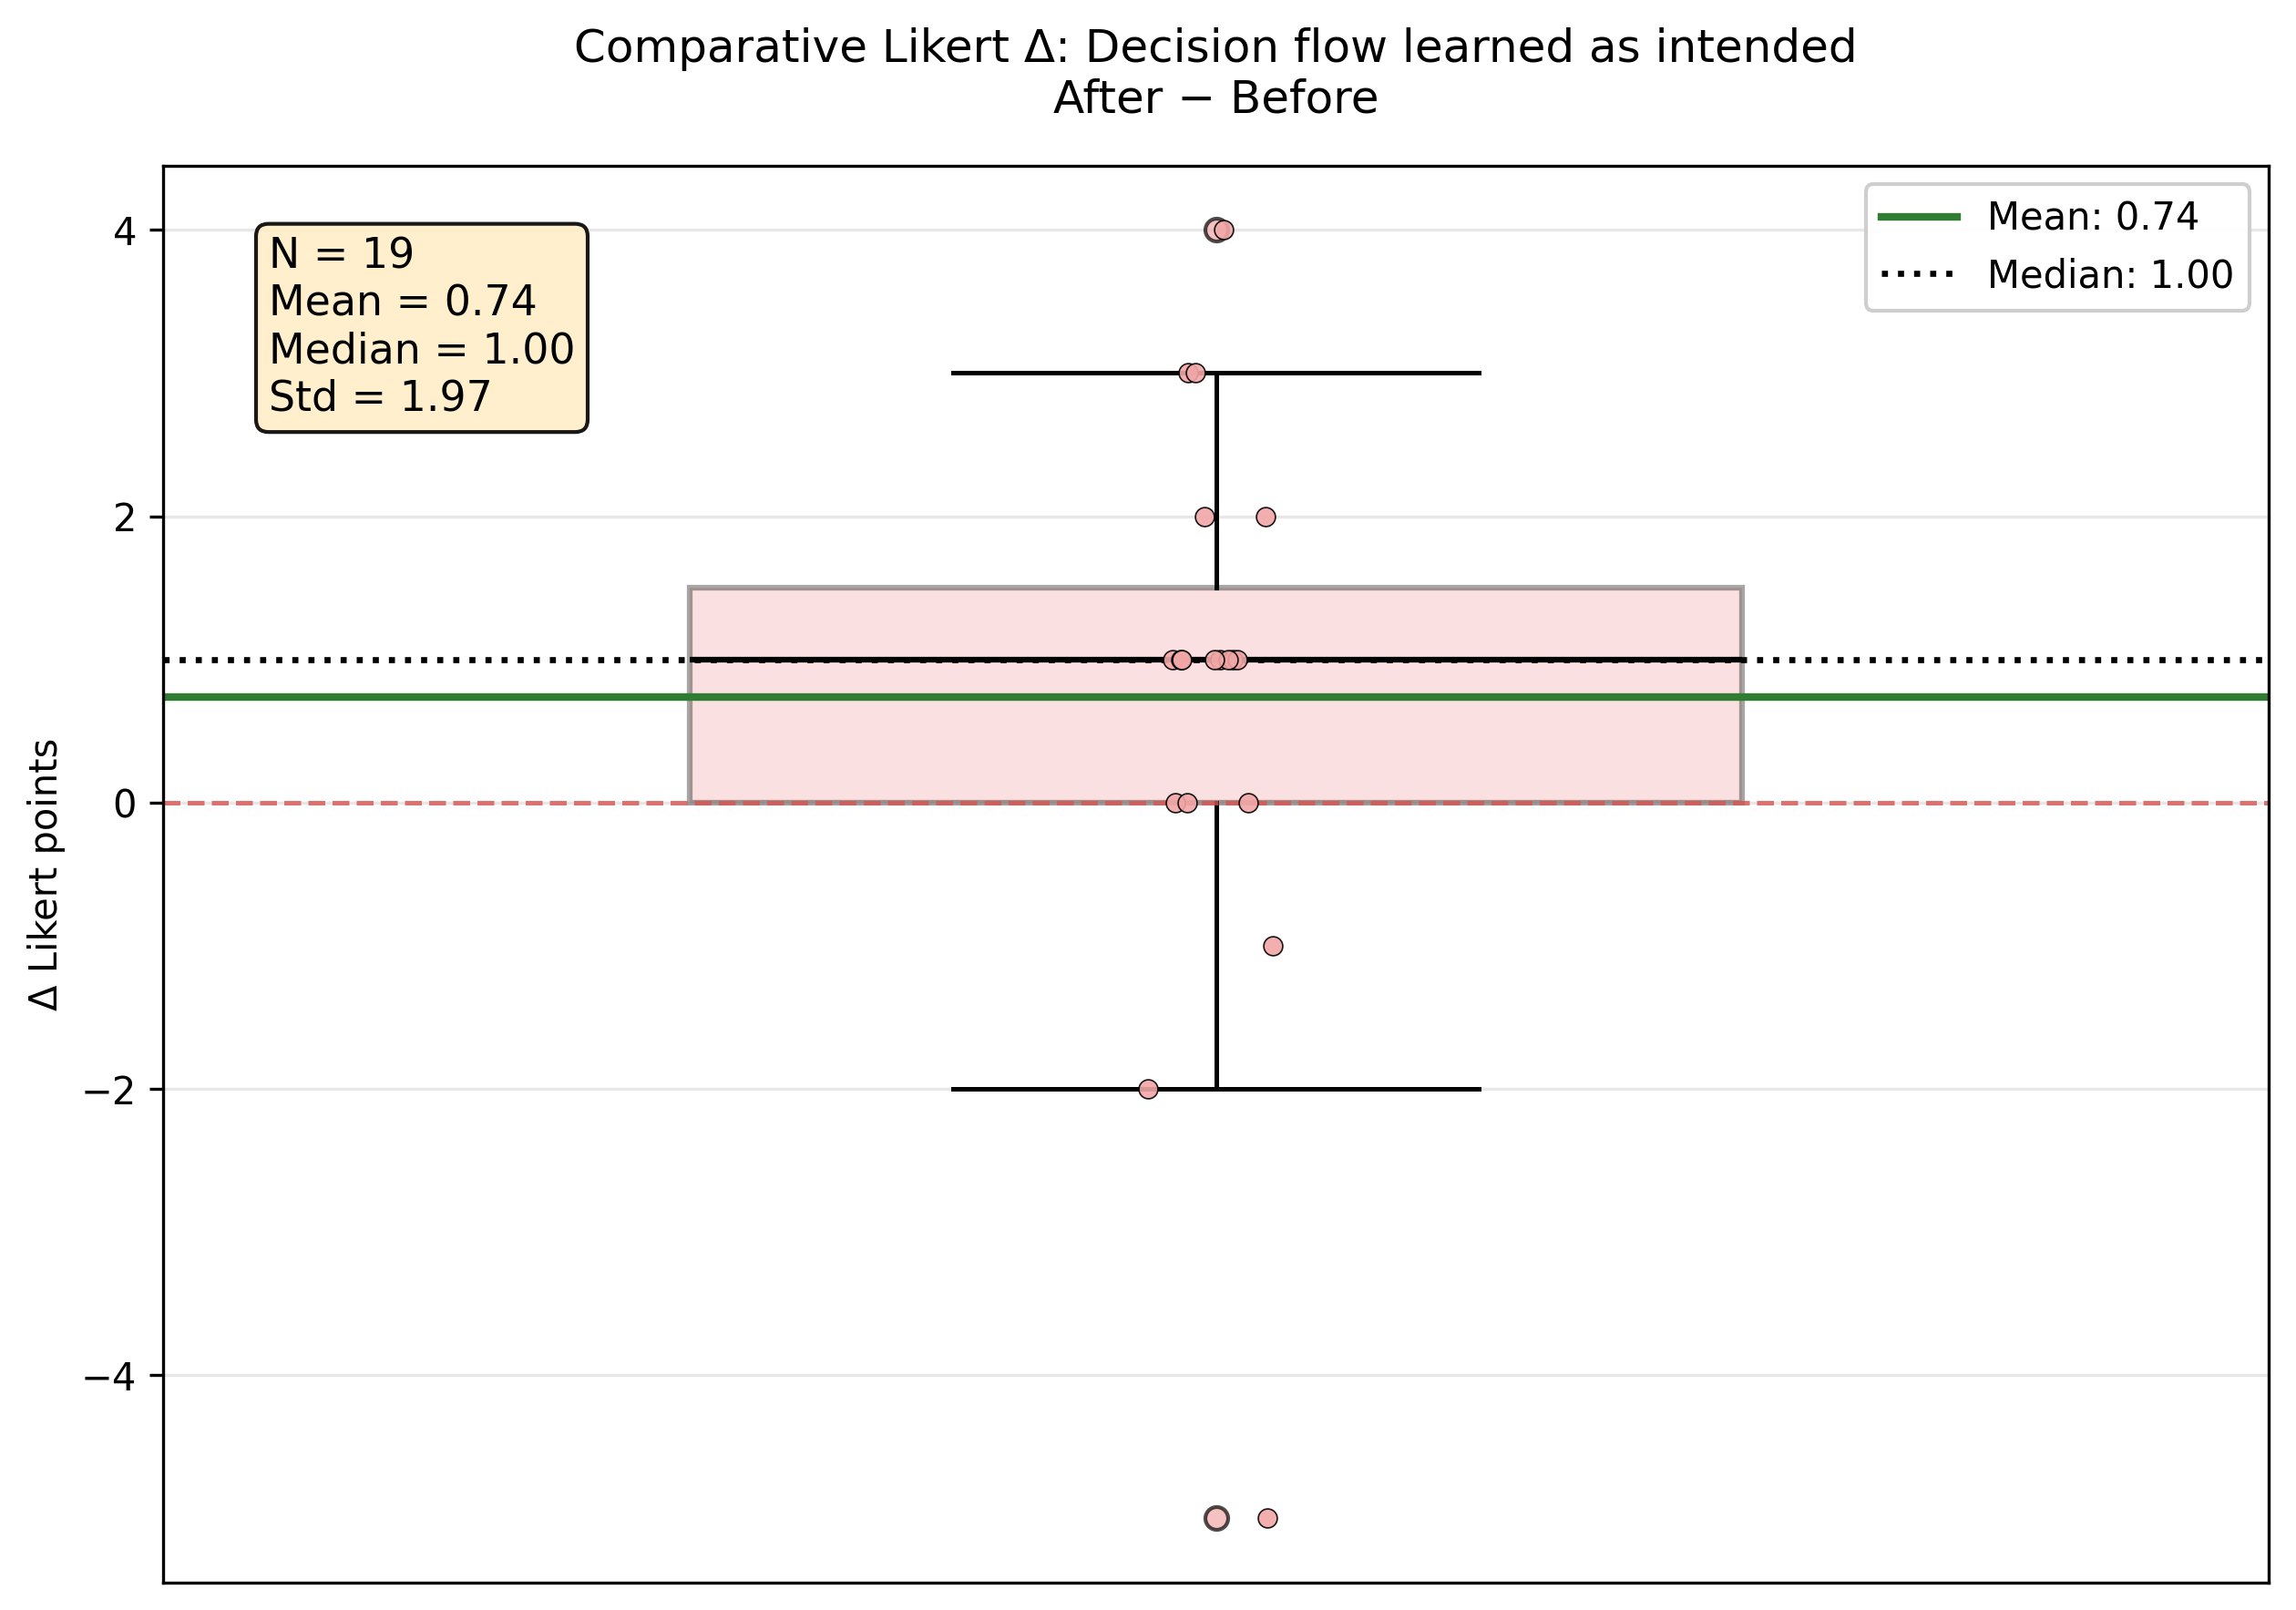 Comparative Likert Δ: Decision flow learned as intended
After − Before
N = 19
Mean = 0.74
Median = 1.00
Std = 1.97
Mean: 0.74
Median: 1.00
Δ Likert points
4
2
0
−2
−4